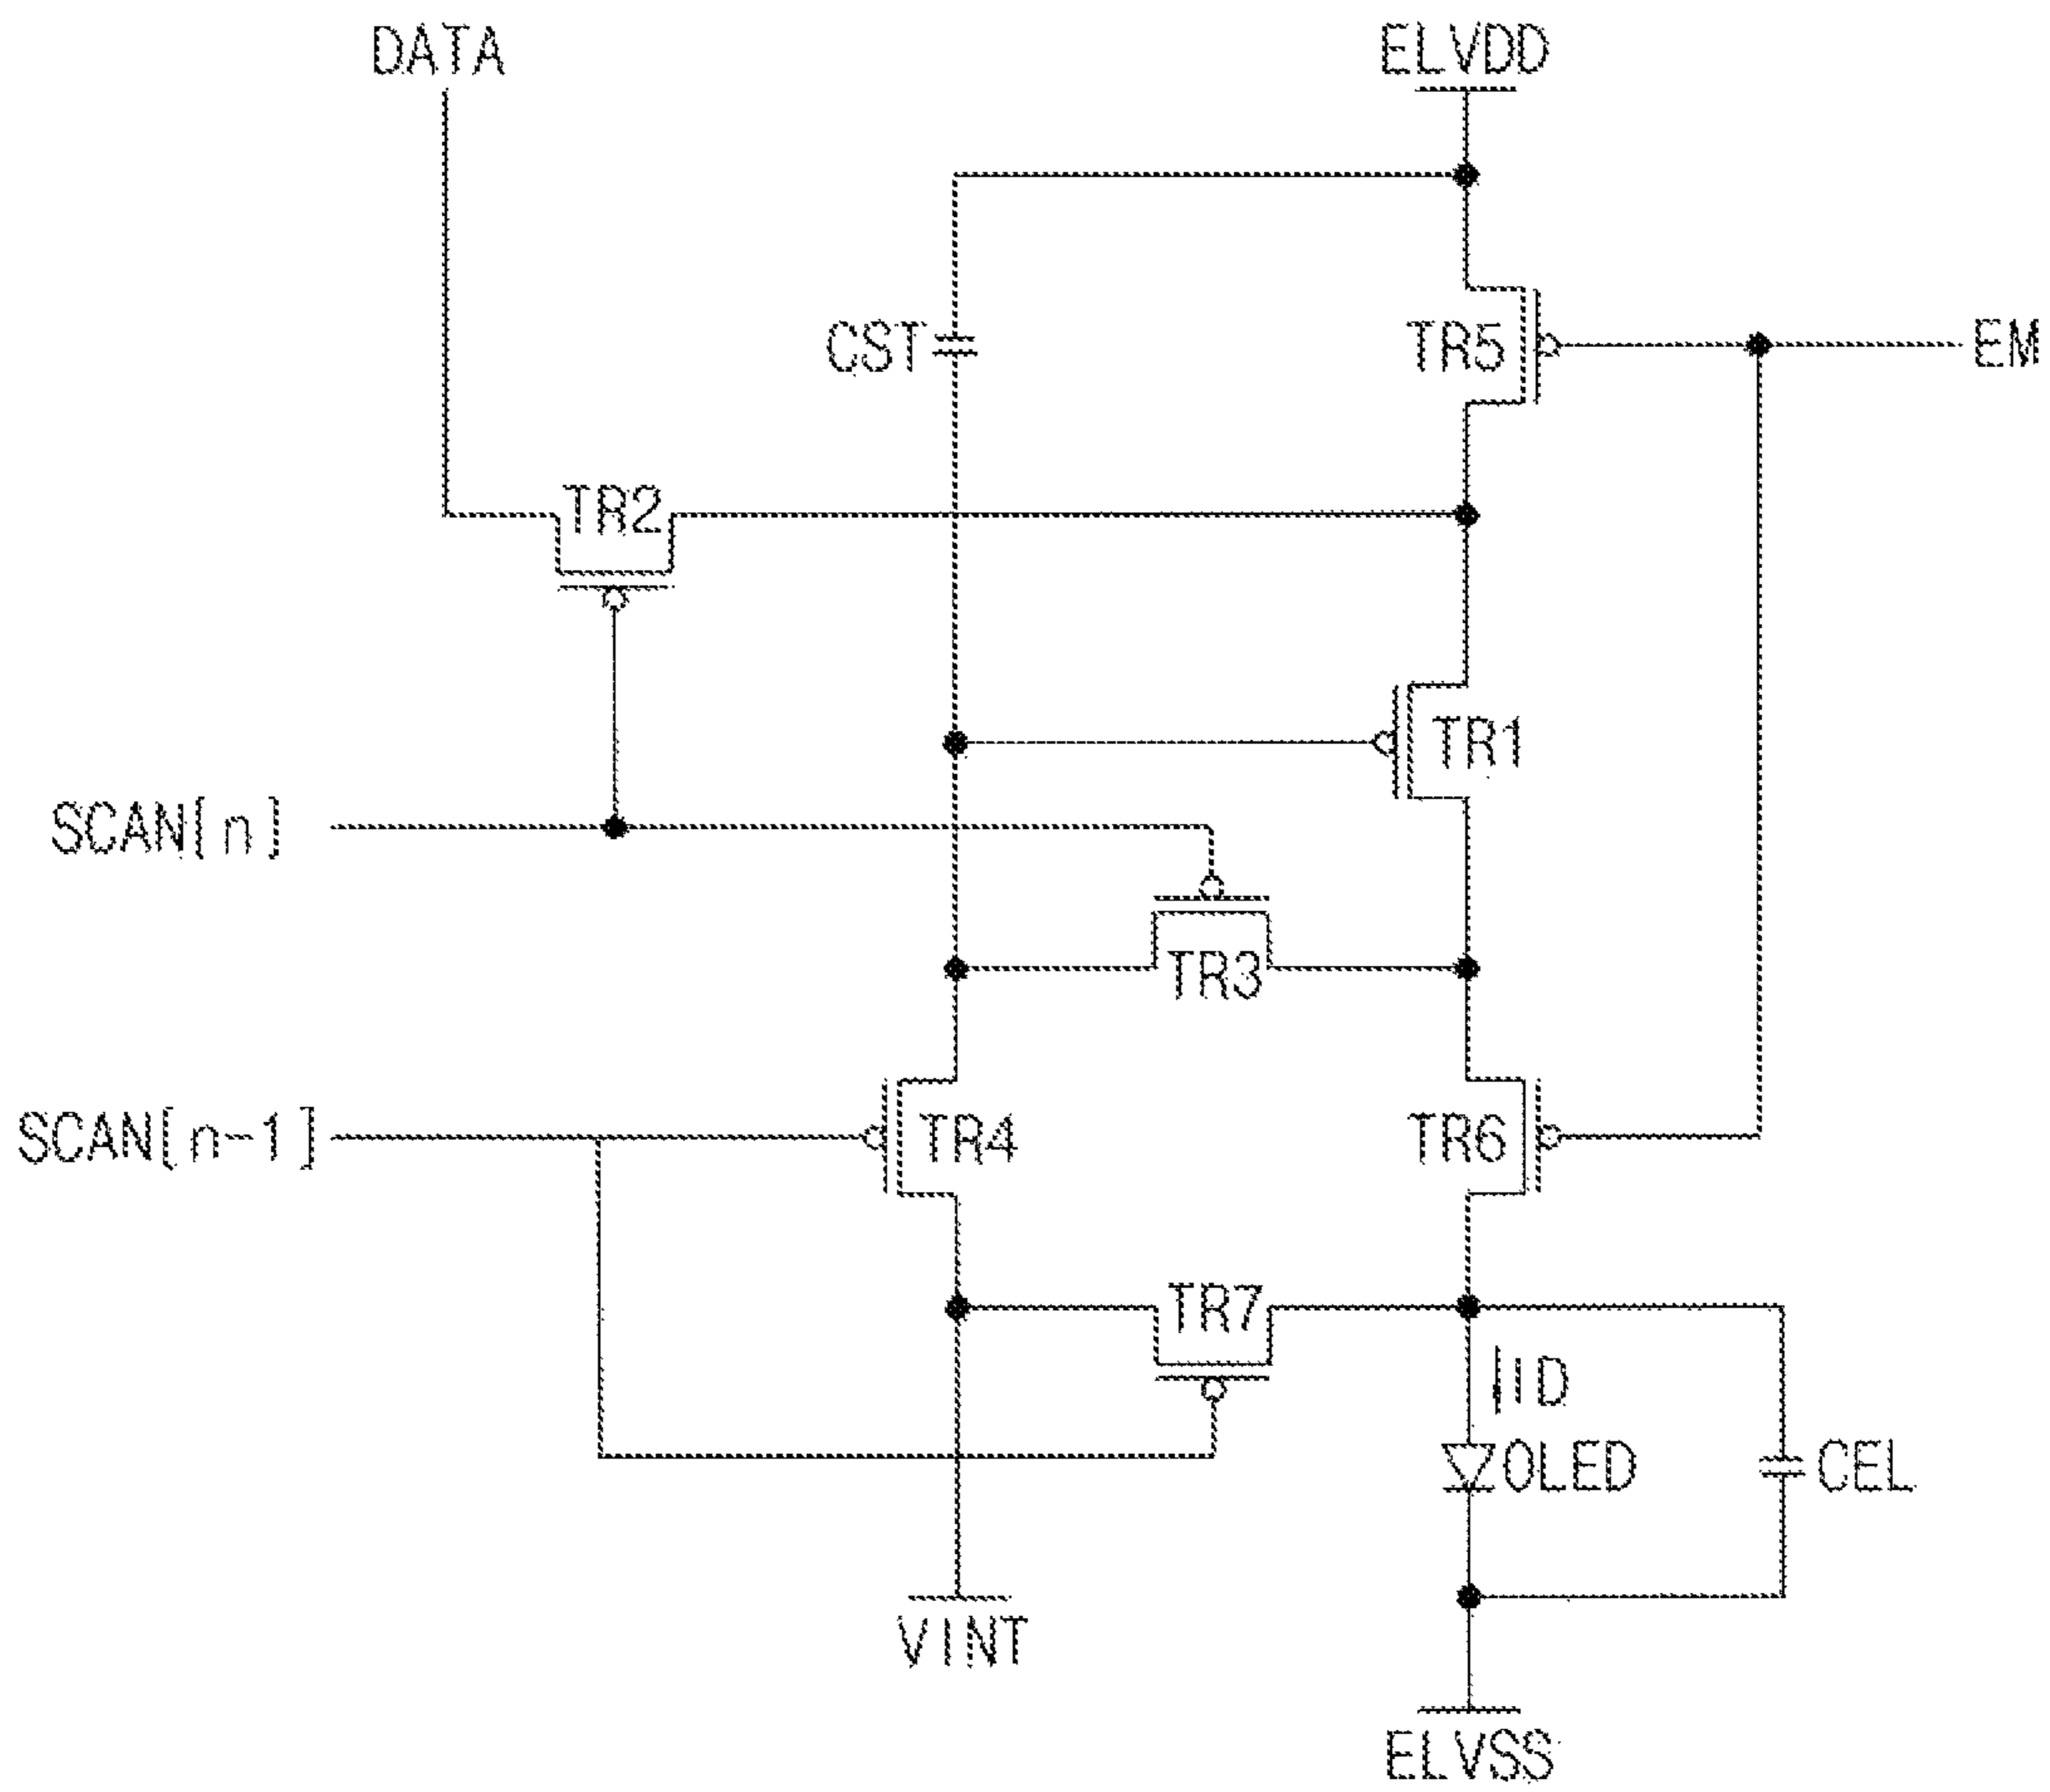 DATA
ELVDD
CST
TR5
EM
TR2
TR1
SCAN[n]
TR3
SCAN[n-1]
TR4
TR6
TR7
ID
OLED
CEL
VINT
ELVSS